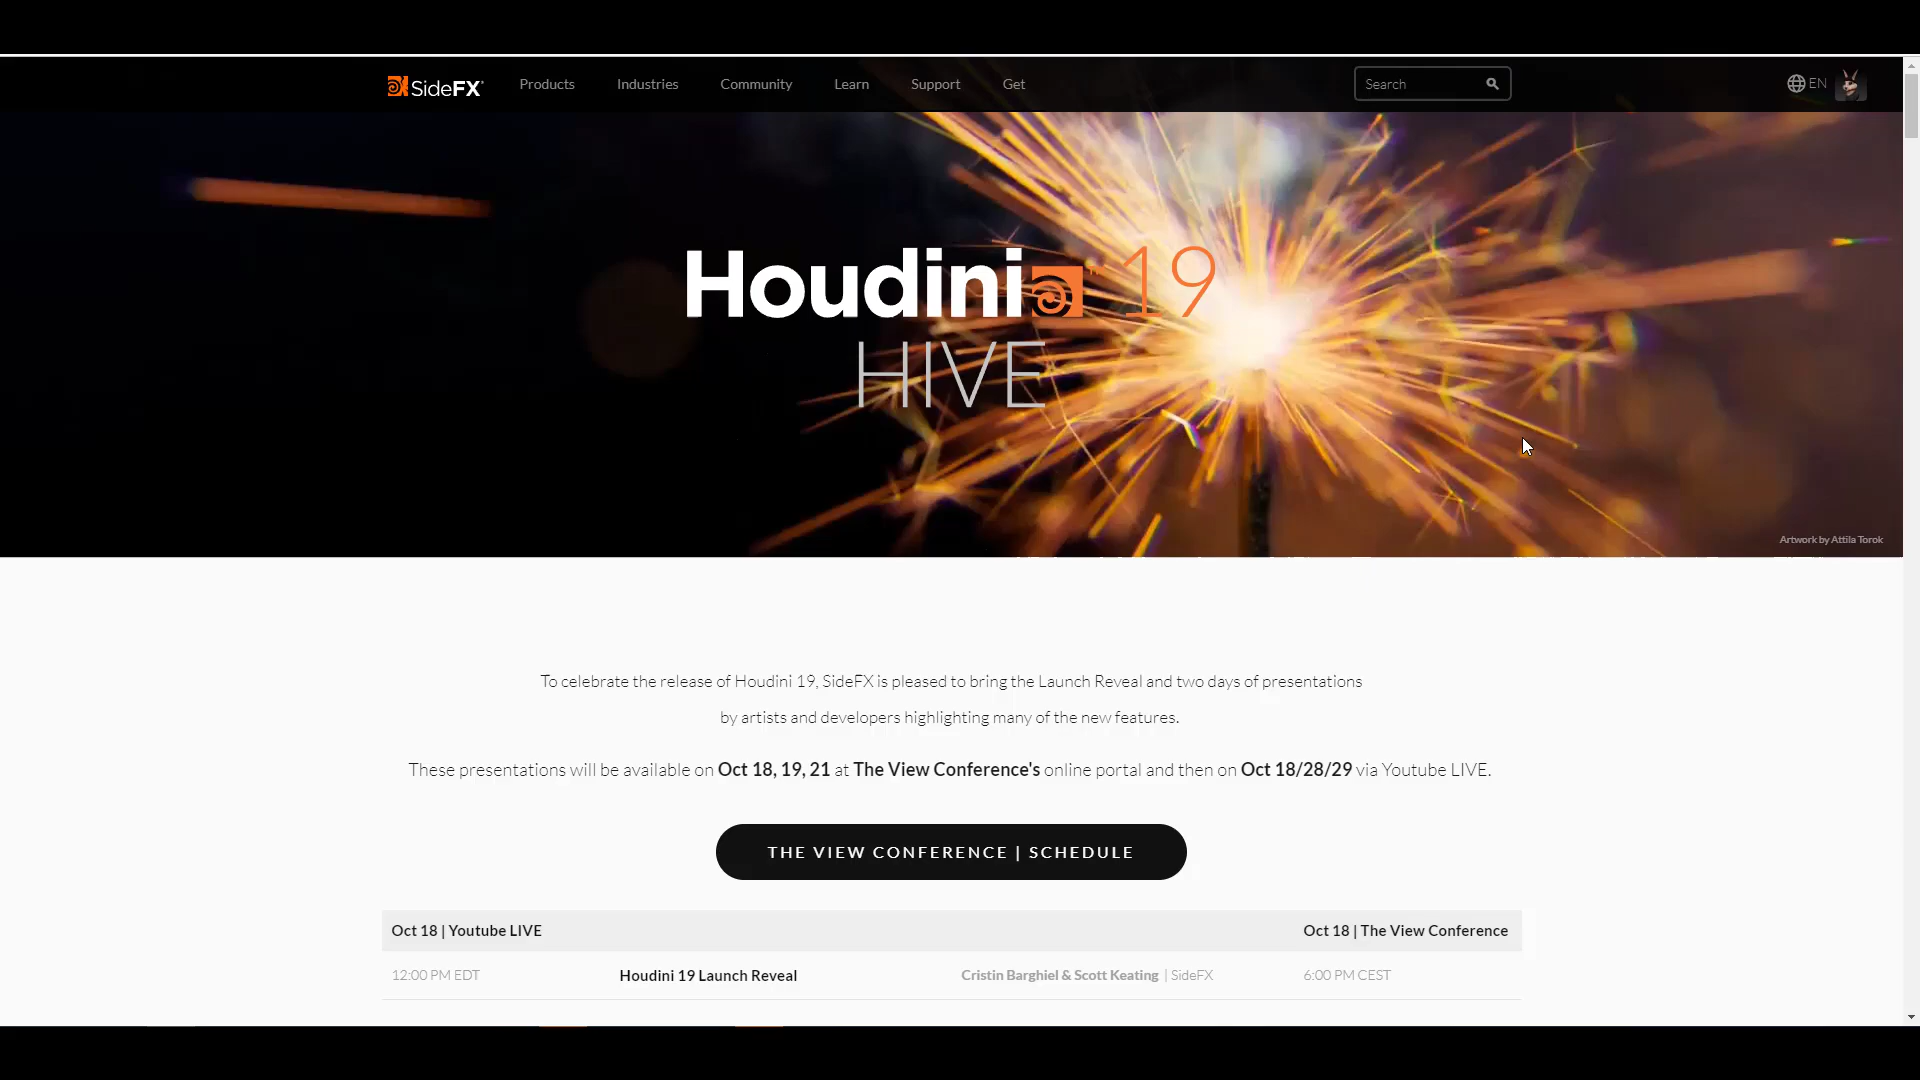 SideFX
Products
Industries
Community
Learn
Support
Get
Search
EN
Houdini 19
HIVE
Artwork by Attila Torok
To celebrate the release of Houdini 19, SideFX is pleased to bring the Launch Reveal and two days of presentations
by artists and developers highlighting many of the new features.
These presentations will be available on Oct 18, 19, 21 at The View Conference's online portal and then on Oct 18/28/29 via Youtube LIVE.
THE VIEW CONFERENCE | SCHEDULE
Oct 18 | Youtube LIVE
Oct 18 | The View Conference
12:00 PM EDT
Houdini 19 Launch Reveal
Cristin Barghiel & Scott Keating | SideFX
6:00 PM CEST